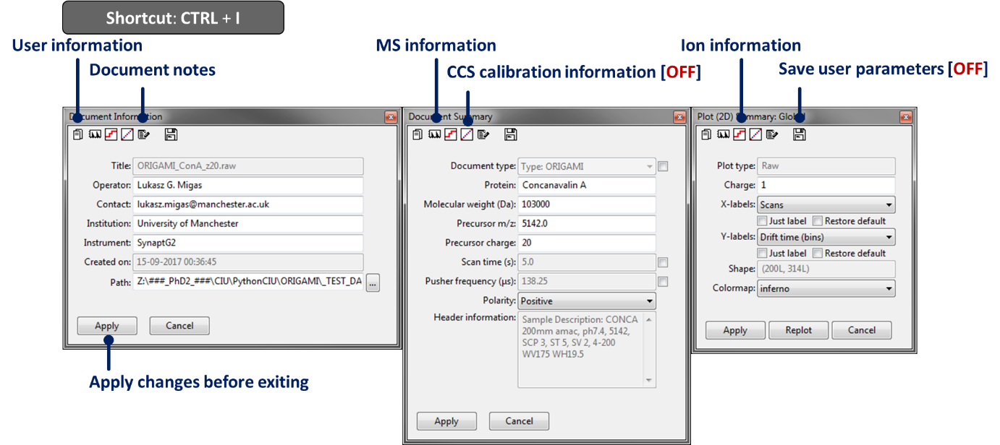 Shortcut: CTRL + I
User information
Document notes
MS information
CCS calibration information [OFF]
Ion information
Save user parameters [OFF]
Document Information
Title: ORIGAMI_ConA_z20.raw
Operator: Lukasz G. Migas
Contact: lukasz.migas@manchester.ac.uk
Institution: University of Manchester
Instrument: SynaptG2
Created on: 15-09-2017 00:36:45
Path: Z:\###_PhD2_###\CIU\PythonCIU\ORIGAMI\_TEST_DA ...
Apply Cancel
Apply changes before exiting
Document Summary
Document type: Type: ORIGAMI
Protein: Concanavalin A
Molecular weight (Da): 103000
Precursor m/z: 5142.0
Precursor charge: 20
Scan time (s): 5.0
Pusher frequency (μs): 138.25
Polarity: Positive
Header information: Sample Description: CONCA
200mm amac, ph7.4, 5142,
SCP 3, ST 5, SV 2, 4-200
WV175 WH19.5
Apply Cancel
Plot (2D) Summary: Global
Plot type: Raw
Charge: 1
X-labels: Scans
Just label Restore default
Y-labels: Drift time (bins)
Just label Restore default
Shape: (200L, 314L)
Colormap: inferno
Apply Replot Cancel